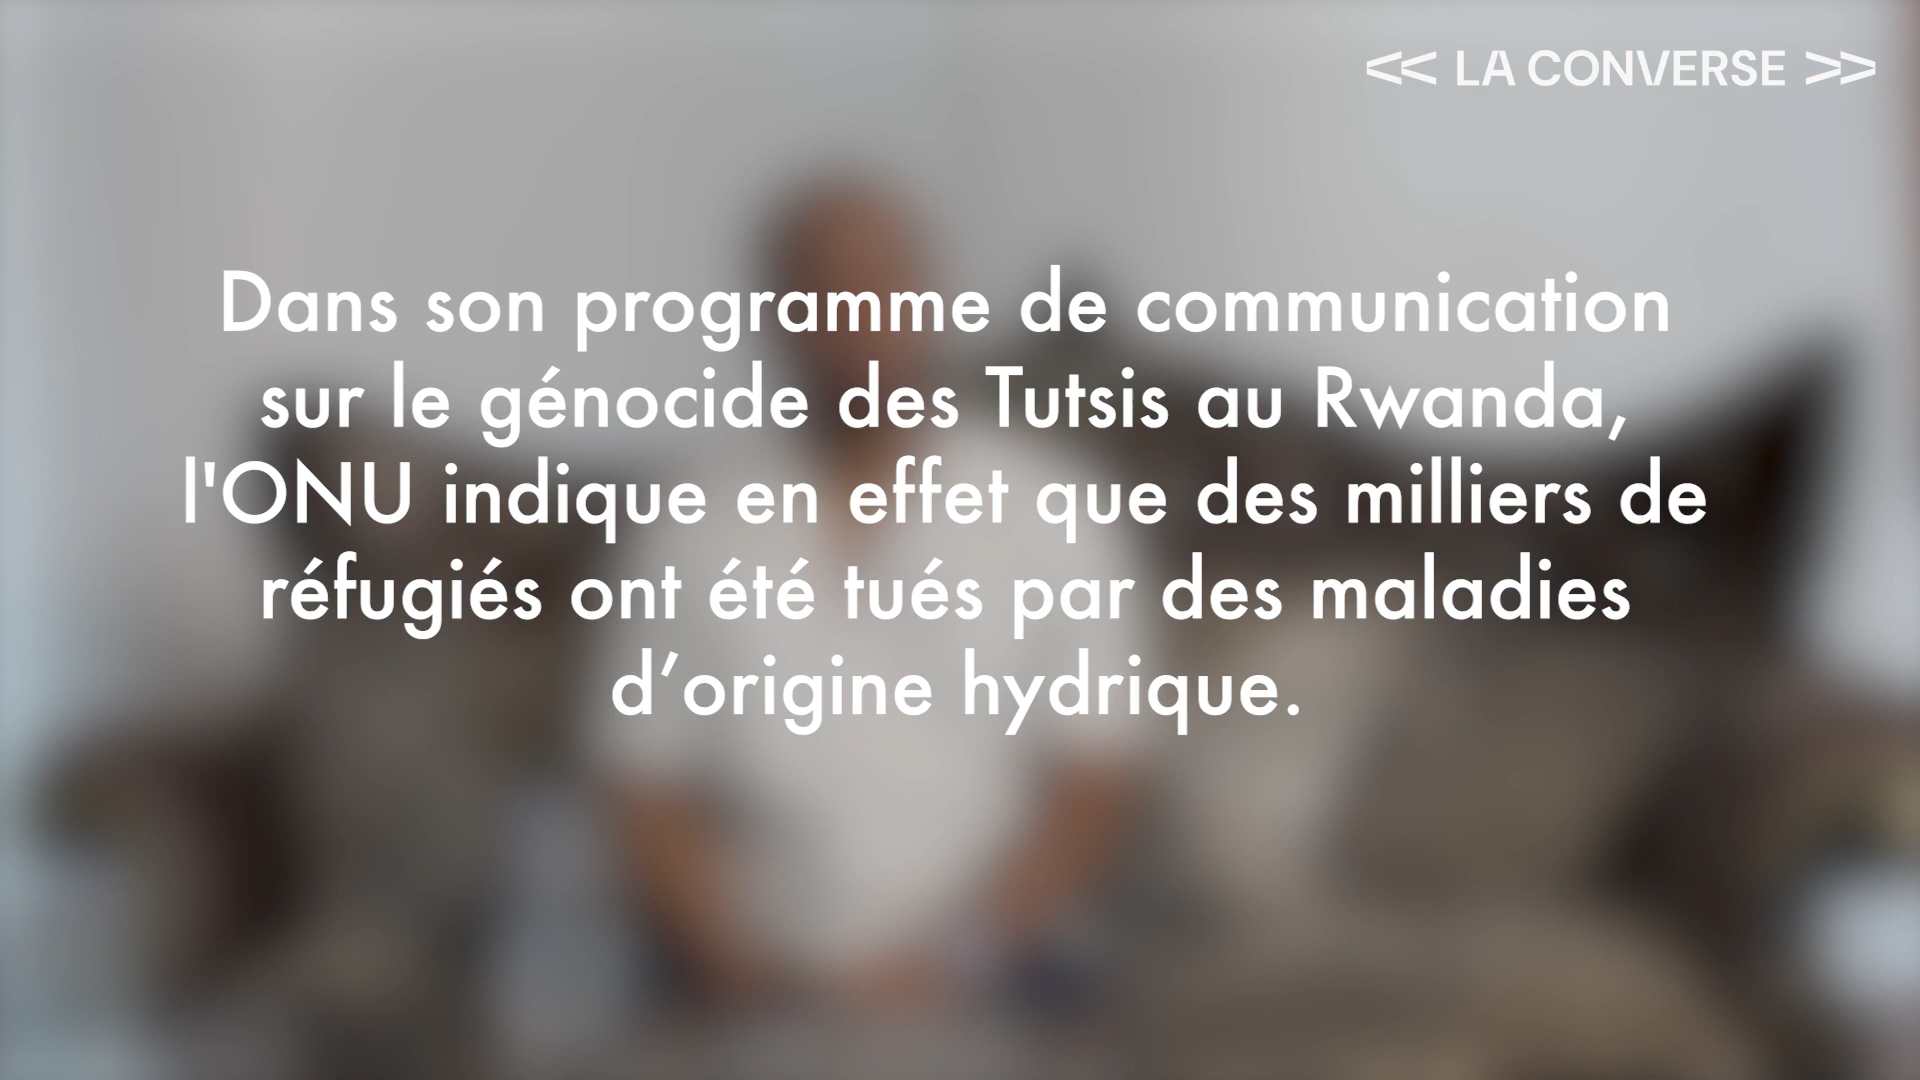 << LA CONVERSE >>
Dans son programme de communication
sur le génocide des Tutsis au Rwanda,
l'ONU indique en effet que des milliers de
réfugiés ont été tués par des maladies
d’origine hydrique.